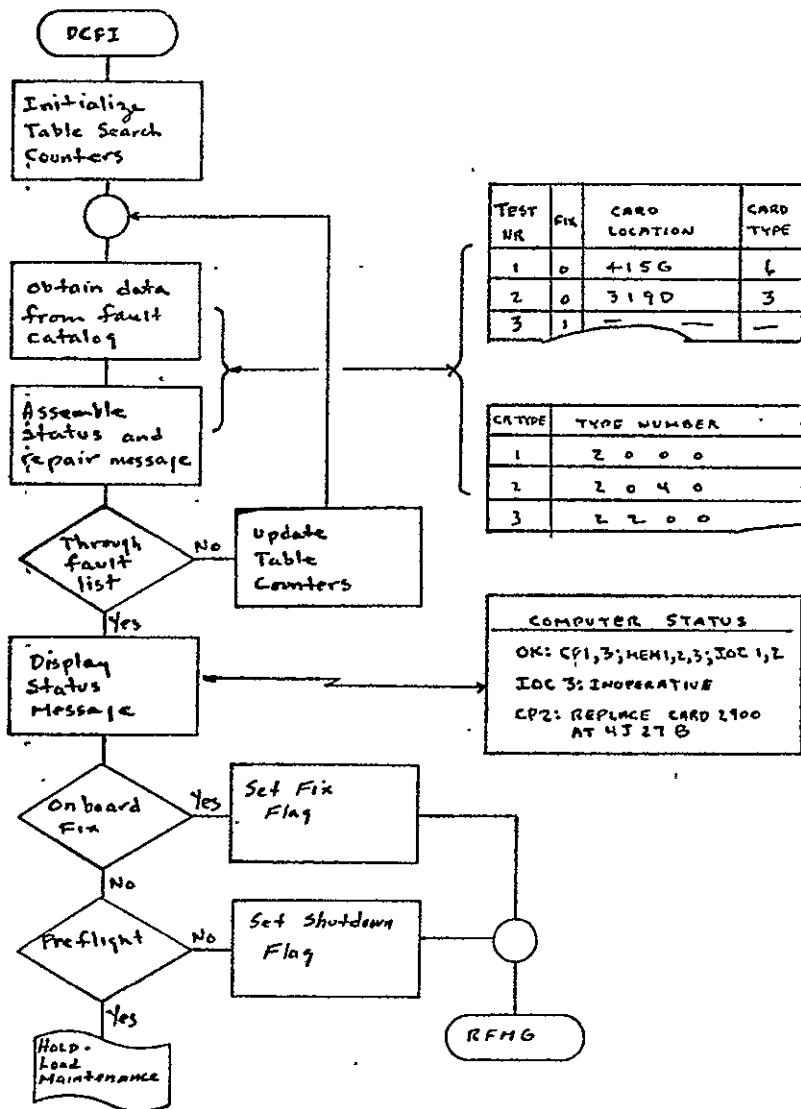 DCFI
Initialize
Table Search
Counters
obtain data
from fault
catalog
Assemble
Status and
repair message
Through
fault
list
No
Update
Table
Counters
Yes
Display
Status
Message
Onboard
Fix
Yes
Set Fix
Flag
No
Preflight
No
Set Shutdown
Flag
Yes
HOLD-
Load
Maintenance
RFMG
TEST NR FIX CARD LOCATION CARD TYPE
1 0 415G 6
2 0 319D 3
3 1 — — —
CR TYPE TYPE NUMBER
1 2000
2 2040
3 2200
COMPUTER STATUS
OK: CP1,3; MEM1,2,3; IOC 1,2
IOC 3: INOPERATIVE
CP2: REPLACE CARD 2900
AT 4J27B